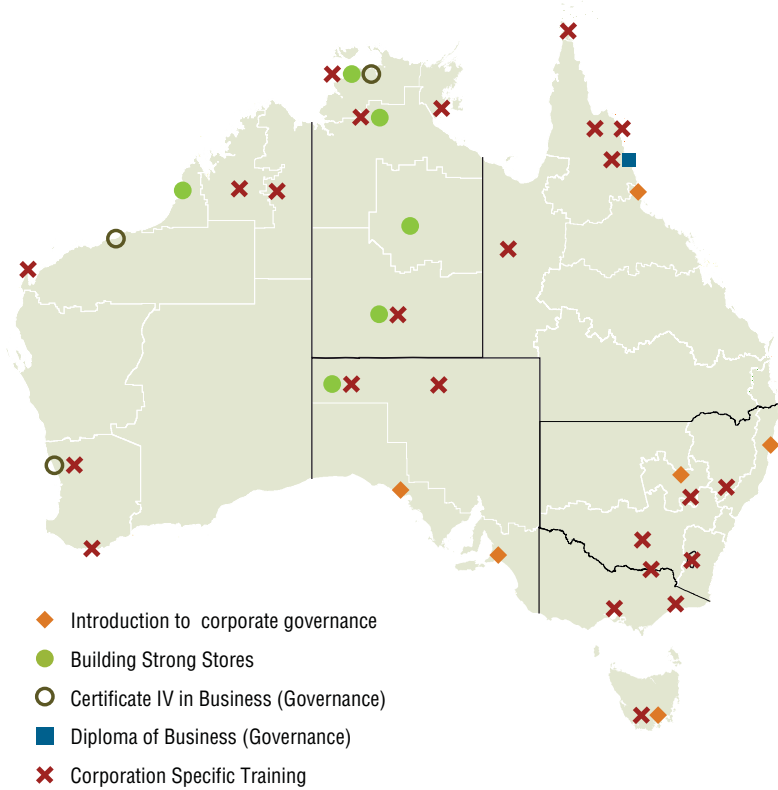 Introduction to corporate governance
Building Strong Stores
Certificate IV in Business (Governance)
Diploma of Business (Governance)
Corporation Specific Training